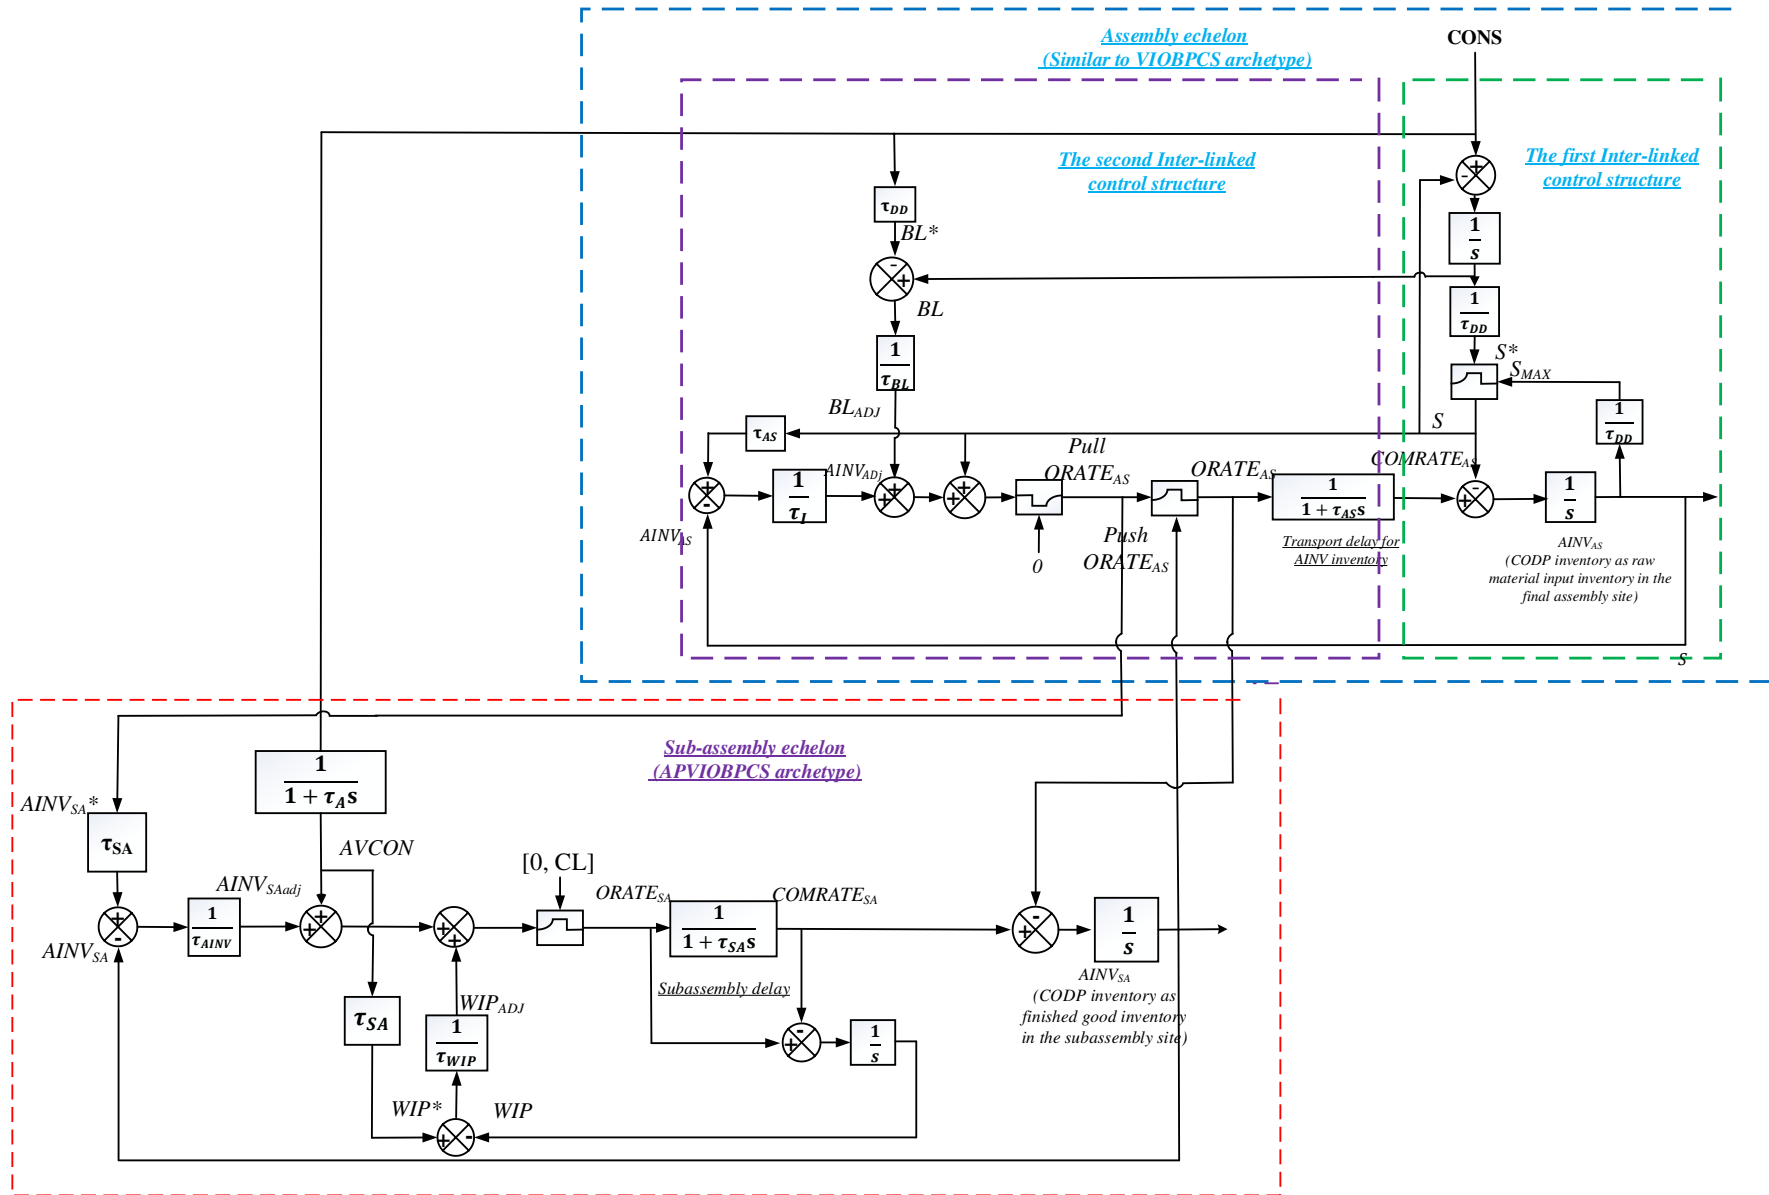 Assembly echelon
(Similar to VIOBPCS archetype)
CONS
The second Inter-linked
control structure
The first Inter-linked
control structure
+
-
τDD
BL*
1
s
-
+
BL
1
τDD
1
τBL
S*
SMAX
BLADJ
τAS
S
1
τDD
Pull
ORATEAS
ORATEAS
COMRATEAS
AINVADj
+
-
1
τI
+
+
+
+
1
1 + τASs
+
-
1
s
AINVAS
Push
ORATEAS
0
Transport delay for
AINV inventory
AINVAS
(CODP inventory as raw
material input inventory in the
final assembly site)
S
Sub-assembly echelon
(APVIOBPCS archetype)
1
1 + τAs
AINVSA*
τSA
AVCON
[0, CL]
AINVSAadj
ORATESA
COMRATESA
+
-
1
τAINV
+
+
+
+
1
1 + τSAs
-
+
1
s
AINVSA
Subassembly delay
AINVSA
(CODP inventory as
finished good inventory
in the subassembly site)
WIPADJ
τSA
1
τWIP
-
+
1
s
WIP*
WIP
+
-